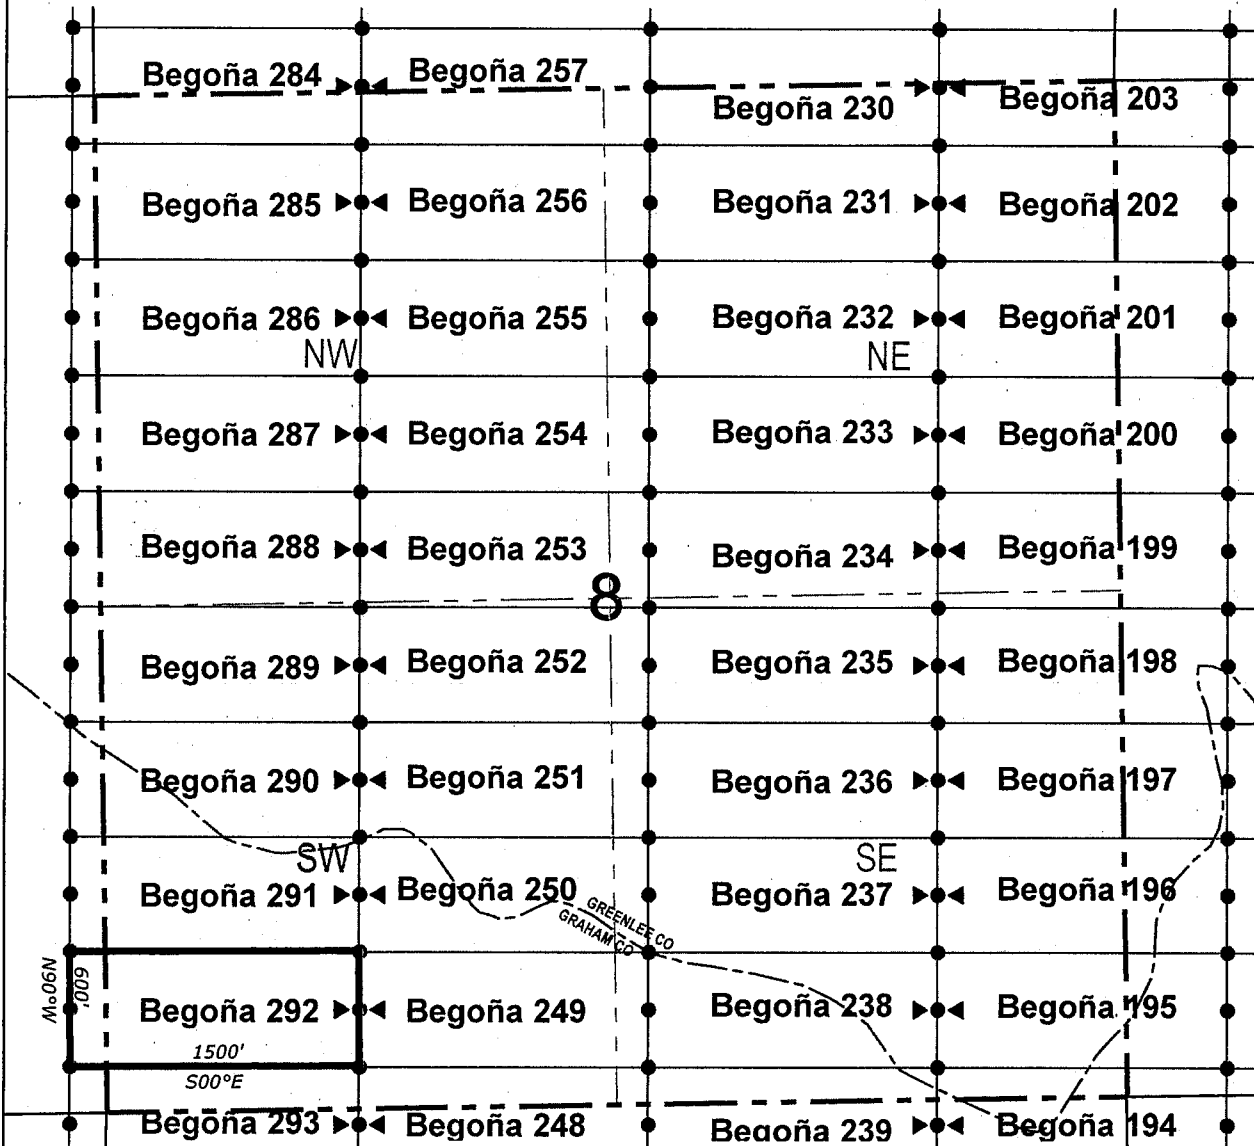 Begoña 284 Begoña 257 Begoña 230 Begoña 203
Begoña 285 Begoña 256 Begoña 231 Begoña 202
Begoña 286 Begoña 255 Begoña 232 Begoña 201
NW NE
Begoña 287 Begoña 254 Begoña 233 Begoña 200
Begoña 288 Begoña 253 Begoña 234 Begoña 199
8
Begoña 289 Begoña 252 Begoña 235 Begoña 198
Begoña 290 Begoña 251 Begoña 236 Begoña 197
SW SE
Begoña 291 Begoña 250 Begoña 237 Begoña 196
GREENLEE CO
GRAHAM CO
N90°W 600'
Begoña 292 Begoña 249 Begoña 238 Begoña 195
1500'
S00°E
Begoña 293 Begoña 248 Begoña 239 Begoña 194